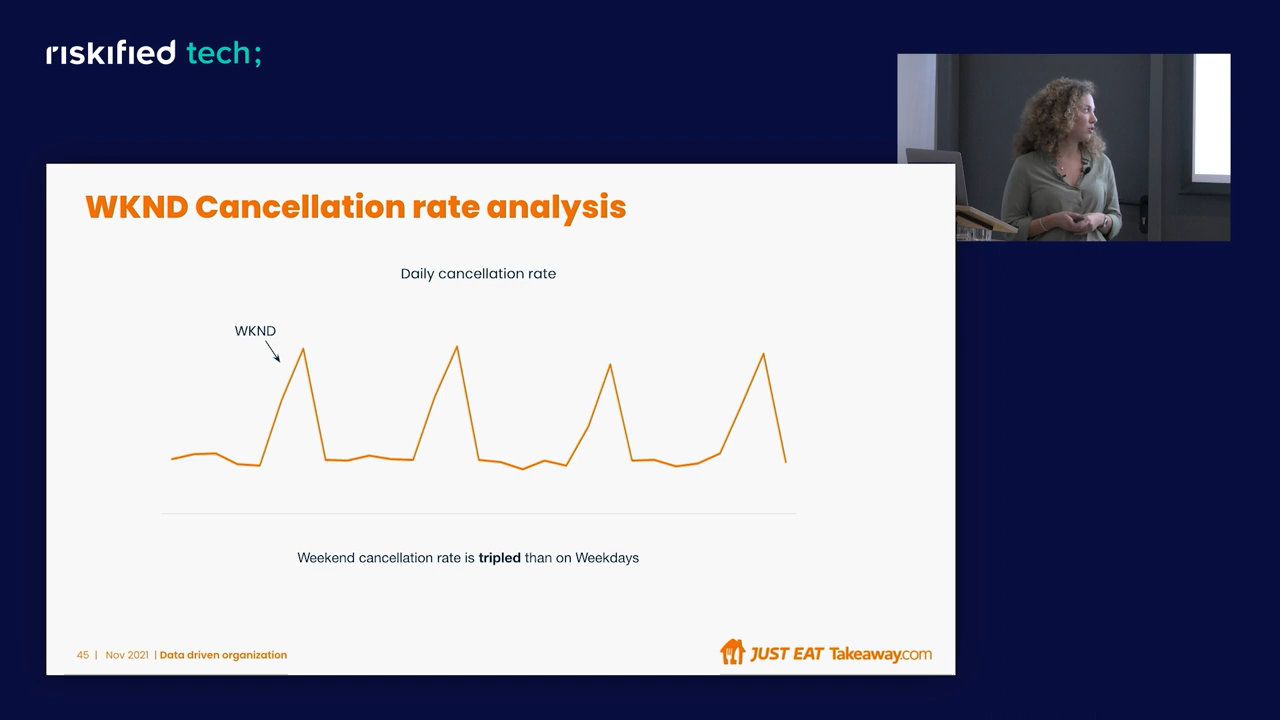 riskified tech;
WKND Cancellation rate analysis
Daily cancellation rate
WKND
Weekend cancellation rate is tripled than on Weekdays
45 | Nov 2021 | Data driven organization
JUST EAT Takeaway.com